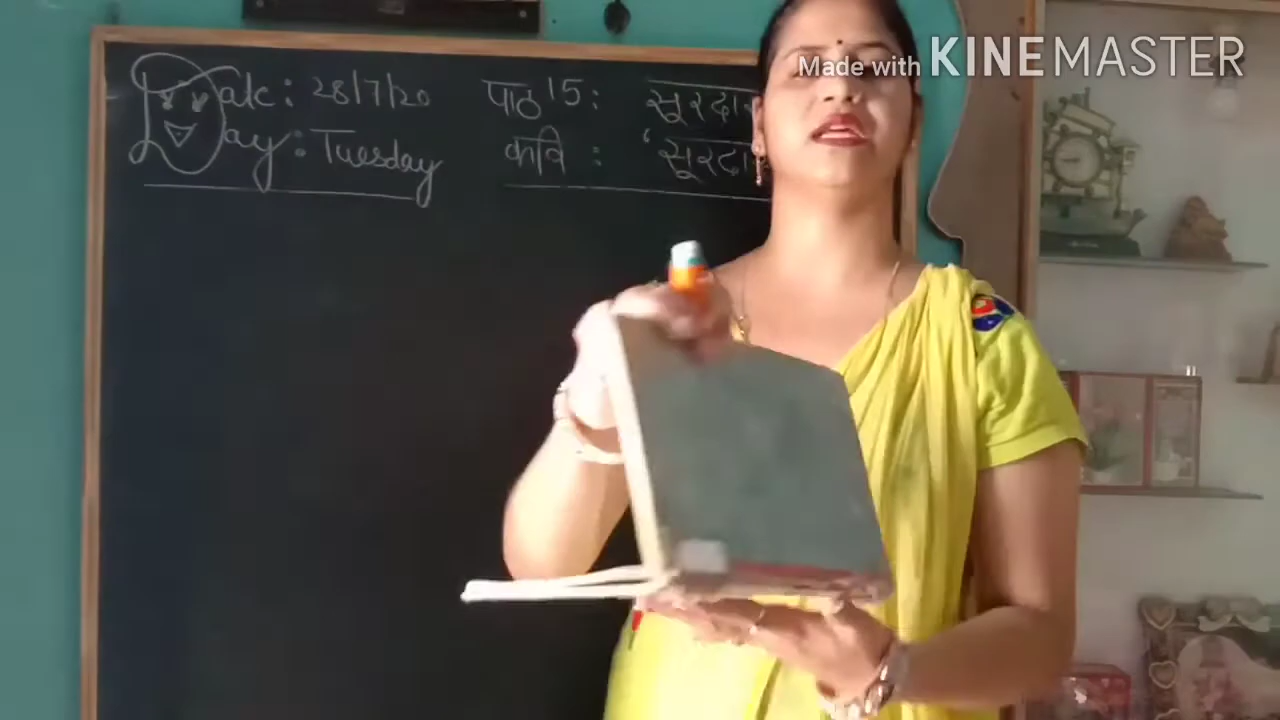 Made with KINEMASTER
Date: 28/7/20
Day: Tuesday
पाठ 15:
कवि :